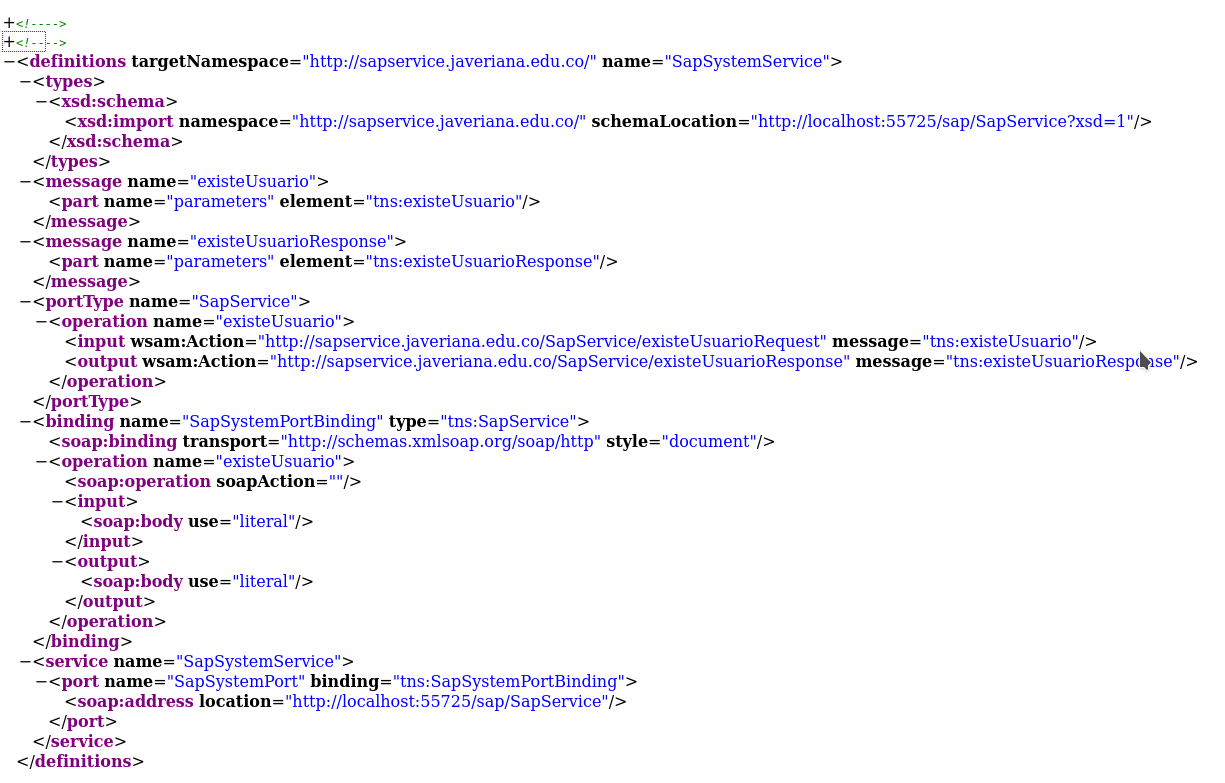 +<!---->
+<!---->
−<definitions targetNamespace="http://sapservice.javeriana.edu.co/" name="SapSystemService">
−<types>
−<xsd:schema>
<xsd:import namespace="http://sapservice.javeriana.edu.co/" schemaLocation="http://localhost:55725/sap/SapService?xsd=1"/>
</xsd:schema>
</types>
−<message name="existeUsuario">
<part name="parameters" element="tns:existeUsuario"/>
</message>
−<message name="existeUsuarioResponse">
<part name="parameters" element="tns:existeUsuarioResponse"/>
</message>
−<portType name="SapService">
−<operation name="existeUsuario">
<input wsam:Action="http://sapservice.javeriana.edu.co/SapService/existeUsuarioRequest" message="tns:existeUsuario"/>
<output wsam:Action="http://sapservice.javeriana.edu.co/SapService/existeUsuarioResponse" message="tns:existeUsuarioResponse"/>
</operation>
</portType>
−<binding name="SapSystemPortBinding" type="tns:SapService">
<soap:binding transport="http://schemas.xmlsoap.org/soap/http" style="document"/>
−<operation name="existeUsuario">
<soap:operation soapAction=""/>
−<input>
<soap:body use="literal"/>
</input>
−<output>
<soap:body use="literal"/>
</output>
</operation>
</binding>
−<service name="SapSystemService">
−<port name="SapSystemPort" binding="tns:SapSystemPortBinding">
<soap:address location="http://localhost:55725/sap/SapService"/>
</port>
</service>
</definitions>